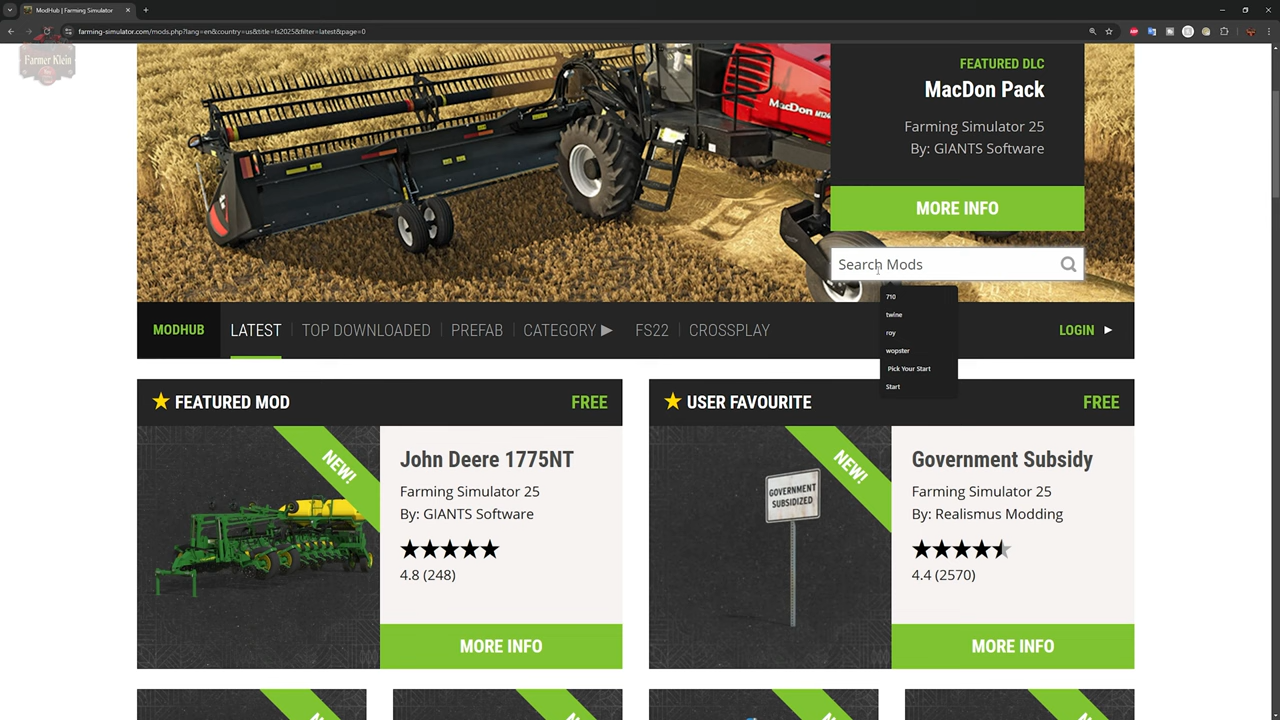 ModHub | Farming Simulator
farming-simulator.com/mods.php?lang=en&country=us&title=fs2025&filter=latest&page=0
Farmer Klein
MacDon M1240
FEATURED DLC
MacDon Pack
Farming Simulator 25
By: GIANTS Software
MORE INFO
Search Mods
710
twine
roy
wopster
Pick Your Start
Start
MODHUB
LATEST
TOP DOWNLOADED
PREFAB
CATEGORY
FS22
CROSSPLAY
LOGIN
FEATURED MOD
FREE
NEW!
John Deere 1775NT
Farming Simulator 25
By: GIANTS Software
4.8 (248)
MORE INFO
USER FAVOURITE
FREE
NEW!
GOVERNMENT
SUBSIDIZED
Government Subsidy
Farming Simulator 25
By: Realismus Modding
4.4 (2570)
MORE INFO